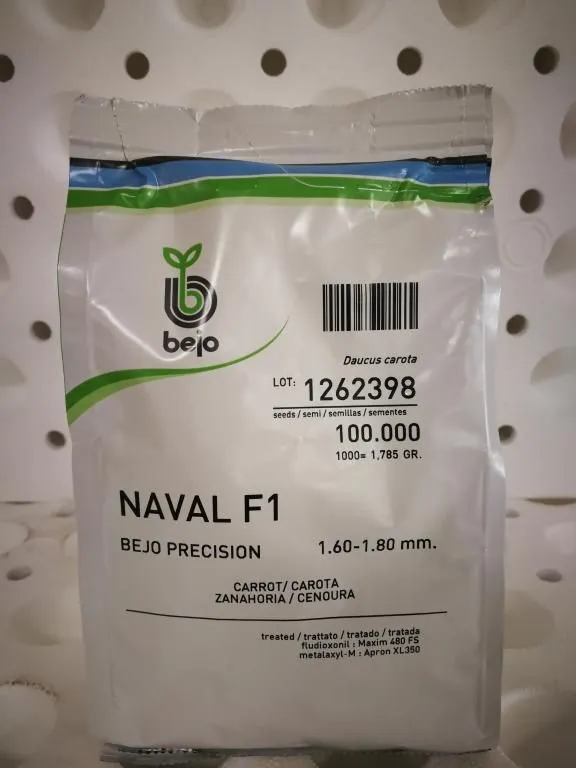 bejo
Daucus carota
LOT: 1262398
seeds / semi / semillas / sementes
100.000
1000= 1,785 GR.
NAVAL F1
BEJO PRECISION 1.60-1.80 mm.
CARROT/ CAROTA
ZANAHORIA / CENOURA
treated / trattato / tratado / tratada
fludioxonil : Maxim 480 FS
metalaxyl-M : Apron XL350